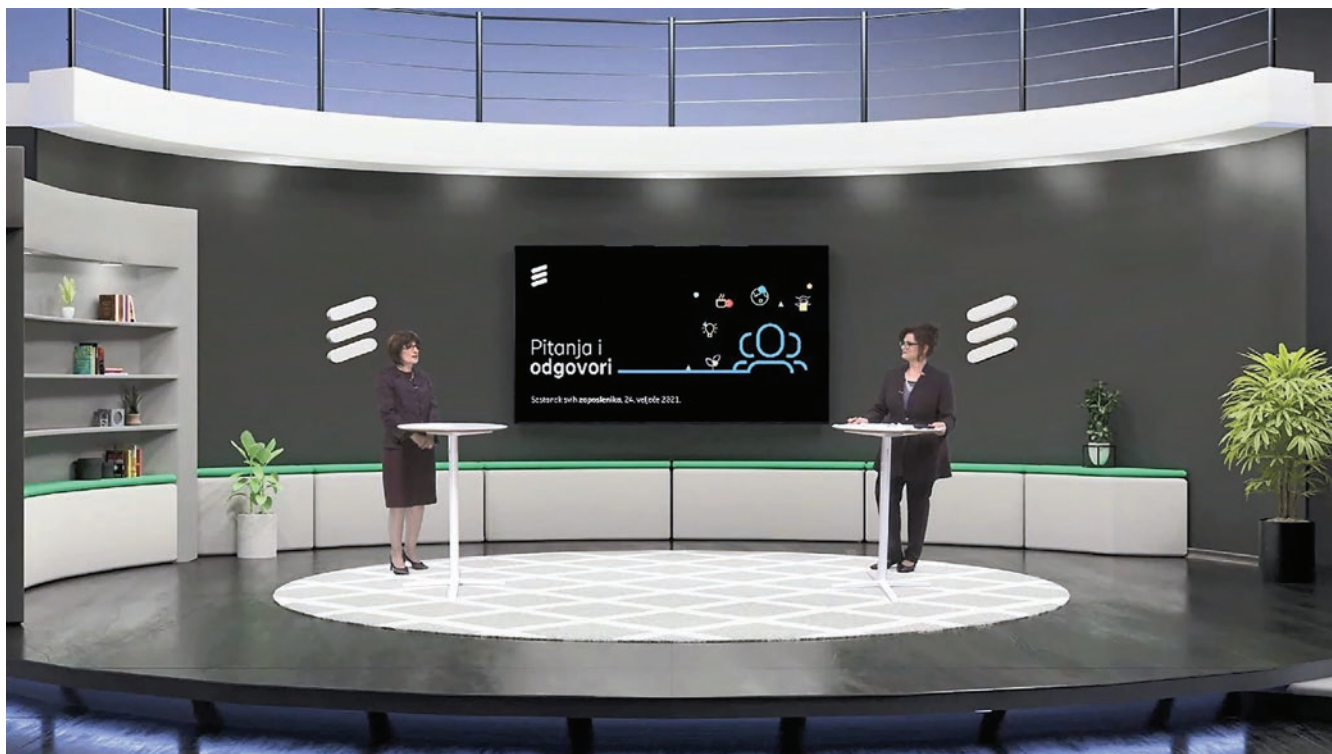 Pitanja i
odgovori
Sastanak svih zaposlenika, 24. veljače 2021.